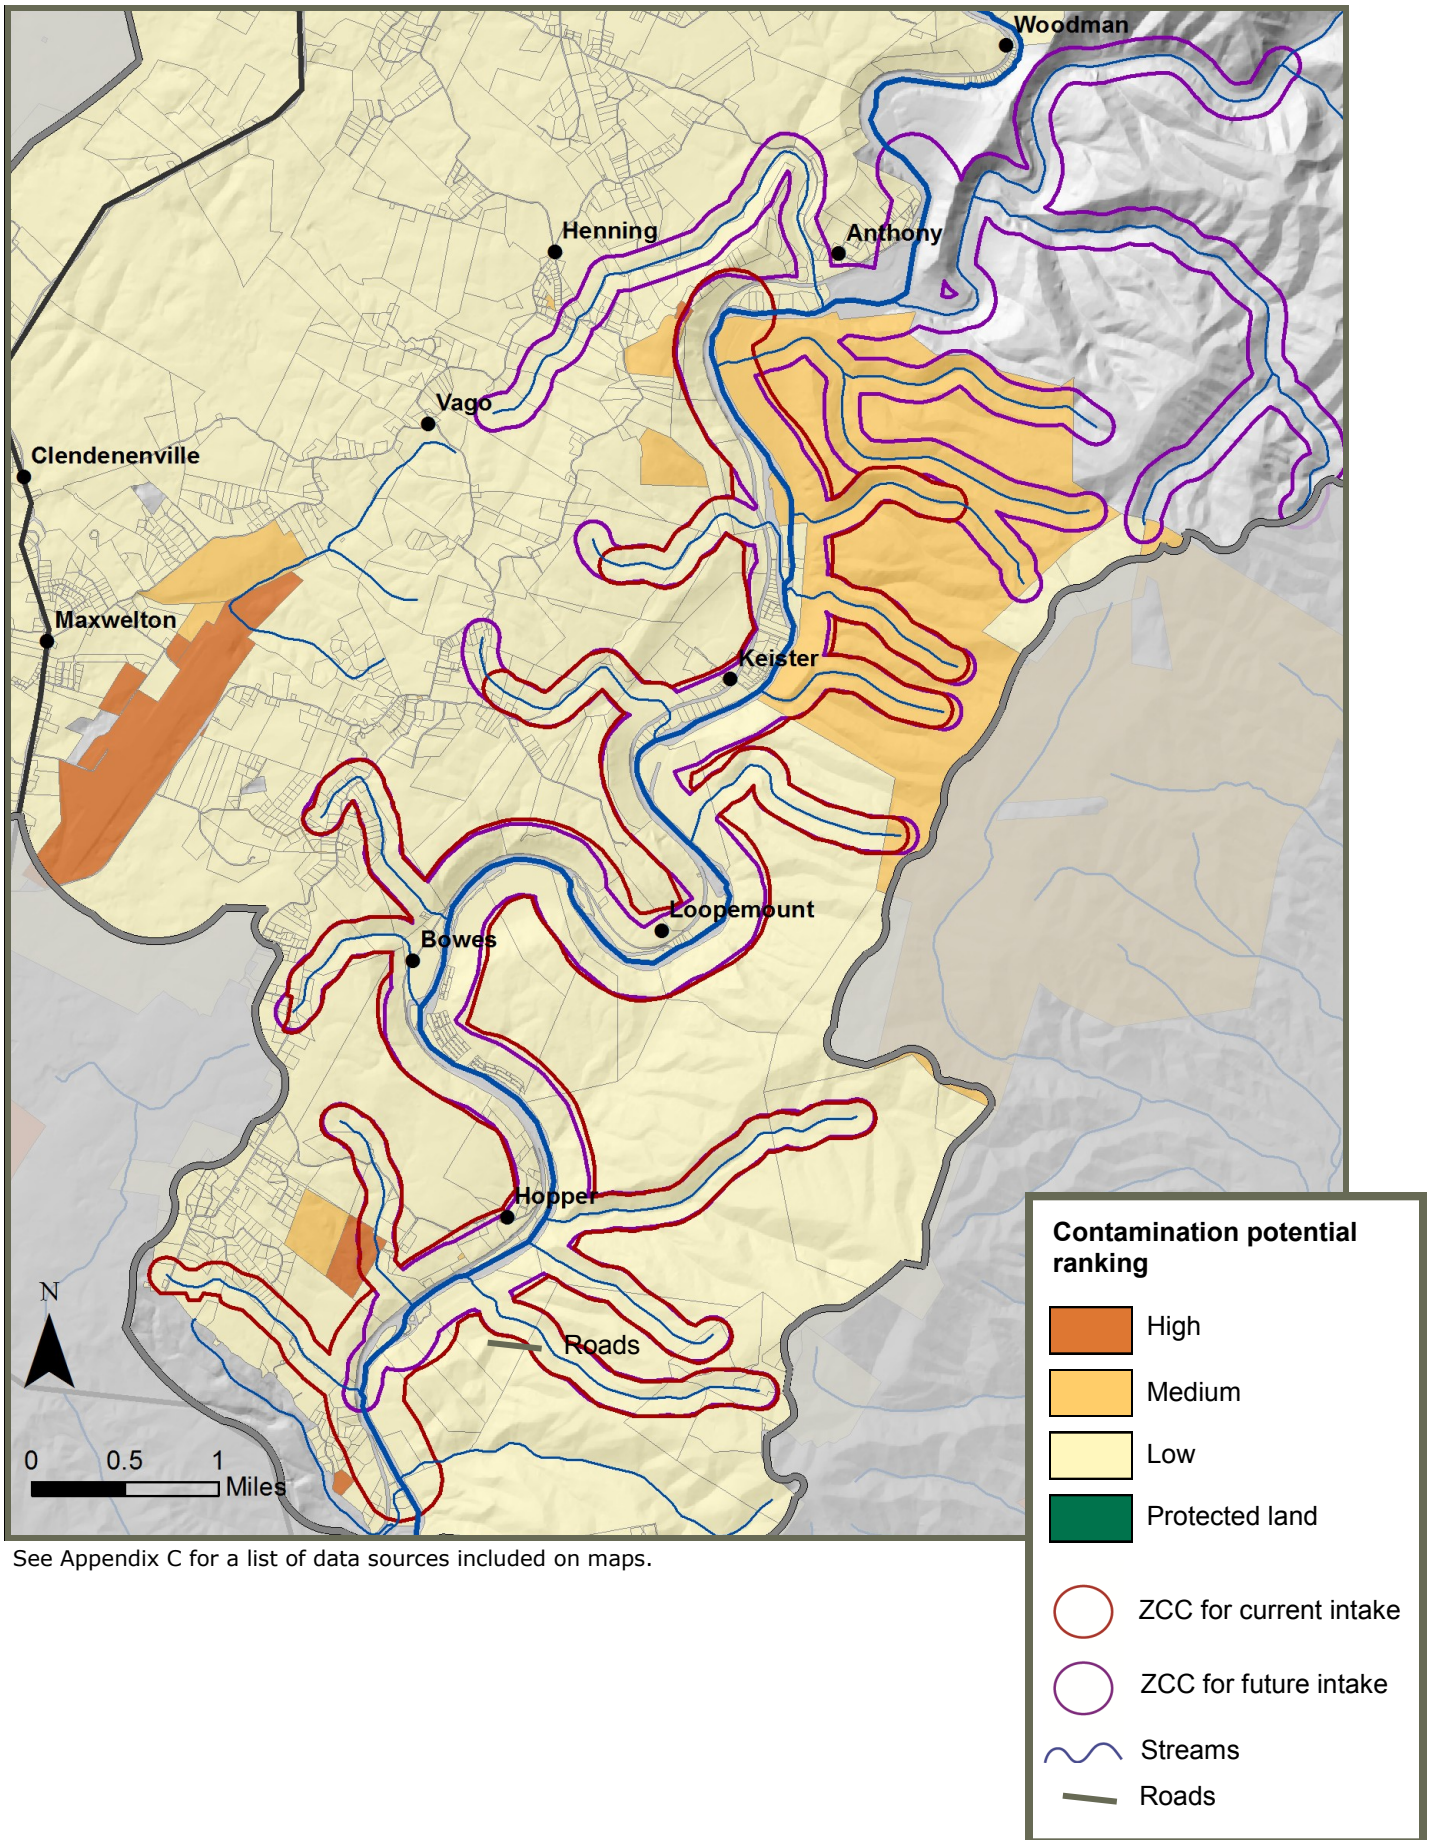 Woodman
Henning
Anthony
Vago
Clendenenville
Maxwelton
Keister
Loopemount
Bowes
Hopper
Roads
N
0 0.5 1
Miles
See Appendix C for a list of data sources included on maps.
Contamination potential
ranking
High
Medium
Low
Protected land
ZCC for current intake
ZCC for future intake
Streams
Roads